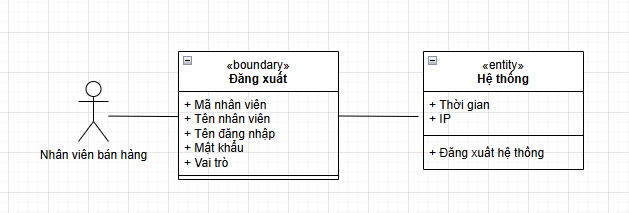 «boundary»
Đăng xuất
+ Mã nhân viên
+ Tên nhân viên
+ Tên đăng nhập
+ Mật khẩu
+ Vai trò
«entity»
Hệ thống
+ Thời gian
+ IP
+ Đăng xuất hệ thống
Nhân viên bán hàng